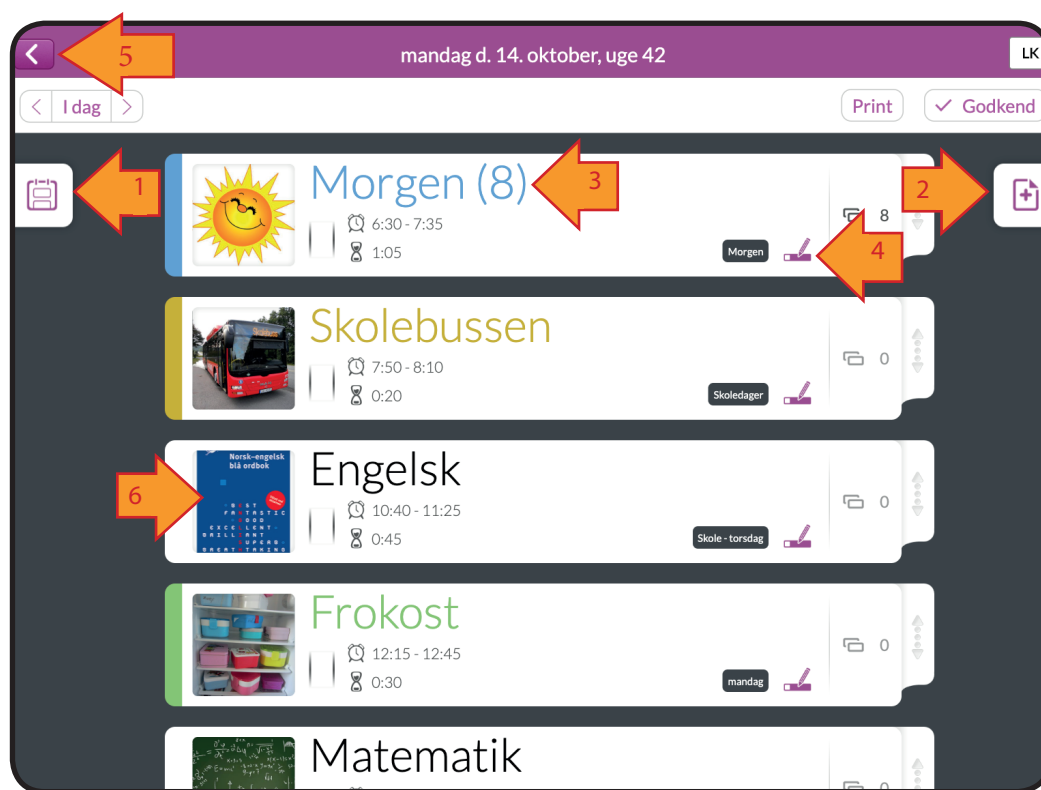 5
mandag d. 14. oktober, uge 42
LK
I dag
Print
Godkend
1
Morgen (8)
3
2
6:30 - 7:35
8
1:05
Morgen
4
Skolebussen
7:50 - 8:10
0
0:20
Skoledager
Norsk-engelsk
blå ordbok
Engelsk
6
10:40 - 11:25
0
0:45
Skole - torsdag
Frokost
12:15 - 12:45
0
0:30
mandag
Matematik
0